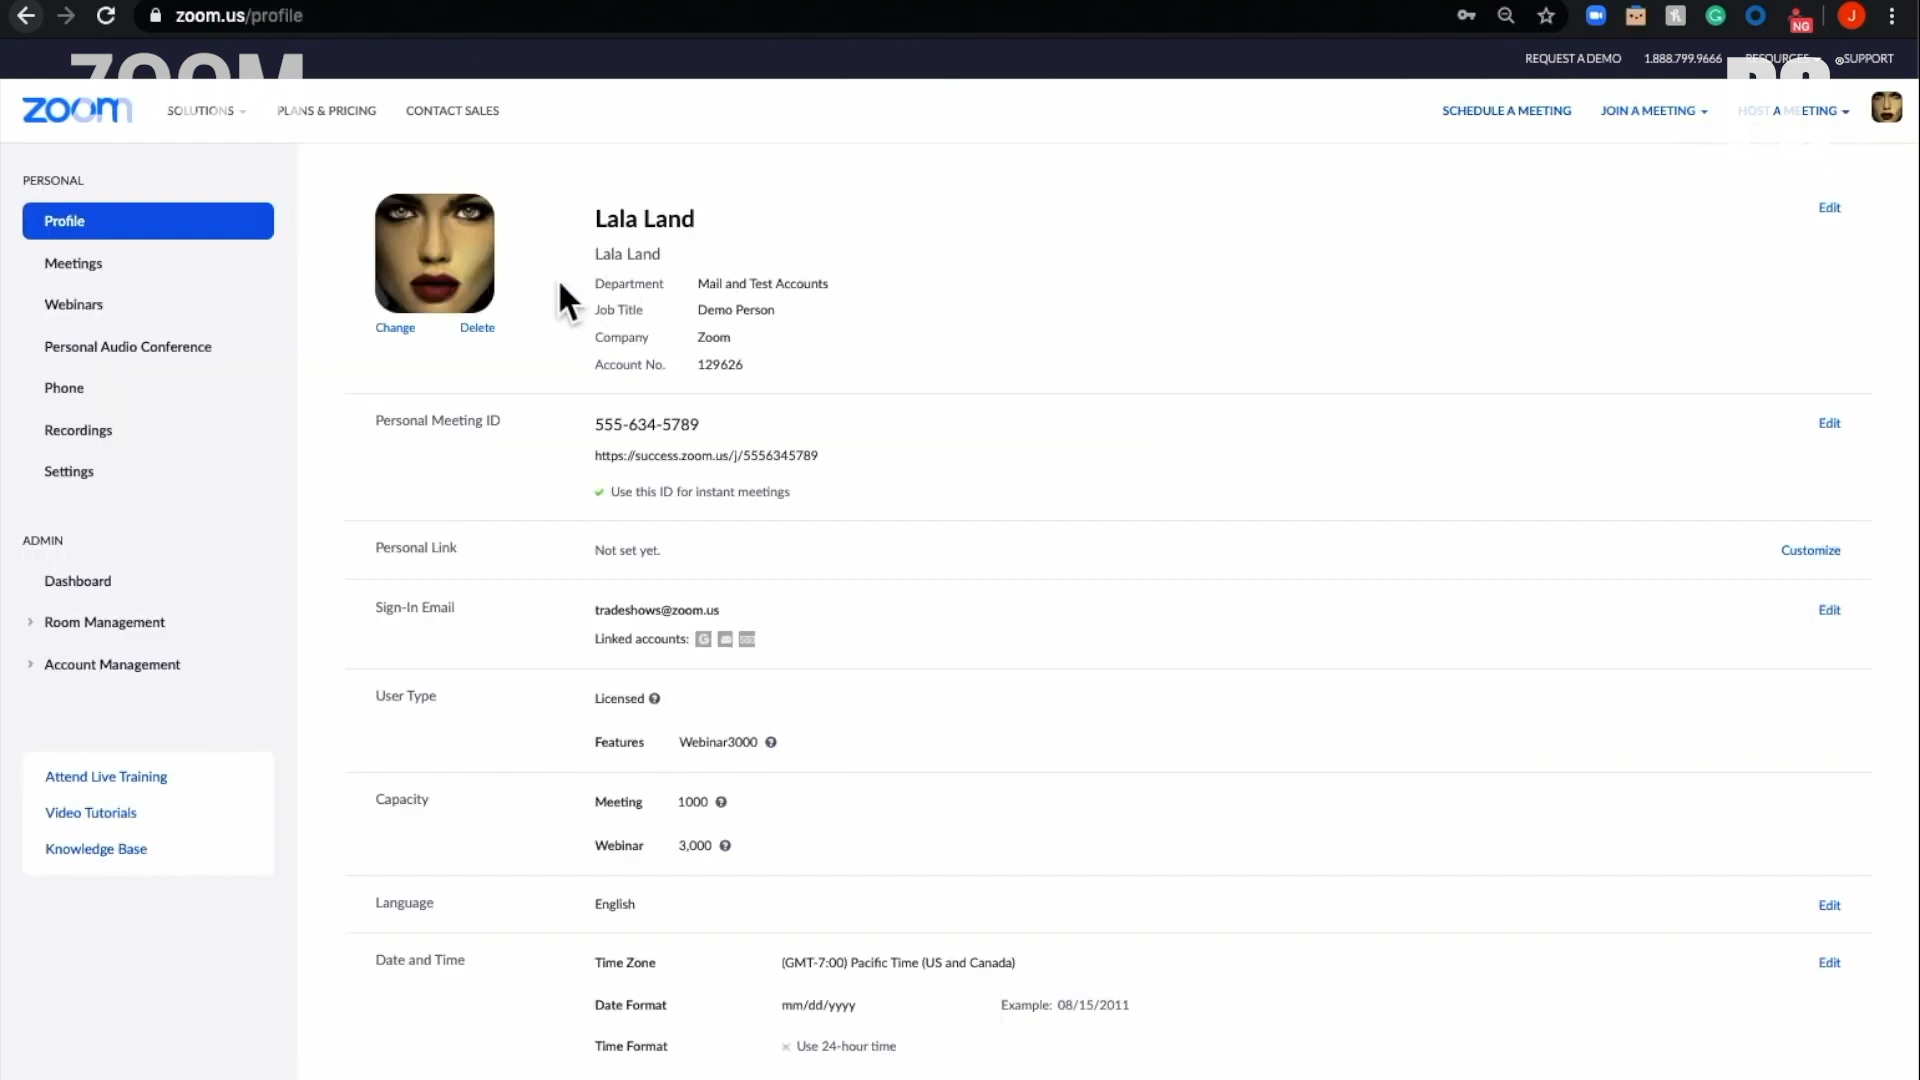 zoom.us/profile
NG
J
ZOOM
REQUEST A DEMO 1.888.799.9666 RESOURCES SUPPORT
zoom SOLUTIONS PLANS & PRICING CONTACT SALES SCHEDULE A MEETING JOIN A MEETING HOST A MEETING
PERSONAL
Profile
Meetings
Webinars
Personal Audio Conference
Phone
Recordings
Settings
ADMIN
Dashboard
Room Management
Account Management
Attend Live Training
Video Tutorials
Knowledge Base
Change Delete
Lala Land
Edit
Lala Land
Department Mail and Test Accounts
Job Title Demo Person
Company Zoom
Account No. 129626
Personal Meeting ID 555-634-5789 Edit
https://success.zoom.us/j/5556345789
Use this ID for instant meetings
Personal Link Not set yet. Customize
Sign-In Email tradeshows@zoom.us Edit
Linked accounts:
User Type Licensed
Features Webinar3000
Capacity Meeting 1000
Webinar 3,000
Language English Edit
Date and Time Time Zone (GMT-7:00) Pacific Time (US and Canada) Edit
Date Format mm/dd/yyyy Example: 08/15/2011
Time Format Use 24-hour time